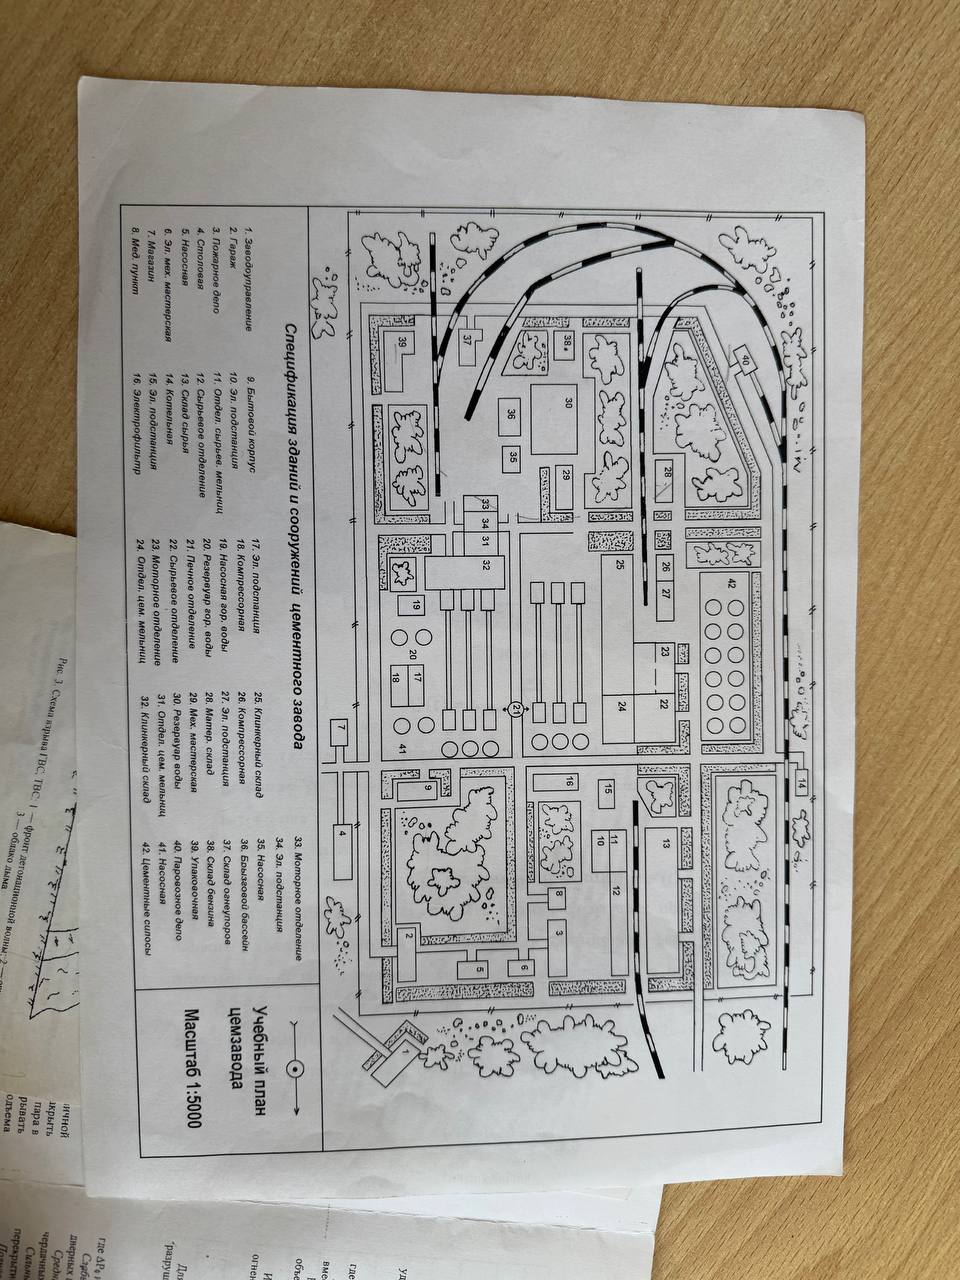 14
40
42
28
26
27
23
22
13
25
24
15
11
12
10
38
30
29
16
8
3
36
35
21
6
33
34
31
32
37
5
9
39
19
20
17
18
41
2
1
7
4
Спецификация зданий и сооружений цементного завода
1. Заводоуправление
2. Гараж
3. Пожарное депо
4. Столовая
5. Насосная
6. Эл. мех. мастерская
7. Магазин
8. Мед. пункт
9. Бытовой корпус
10. Эл. подстанция
11. Отдел. сырьев. мельниц
12. Сырьевое отделение
13. Склад сырья
14. Котельная
15. Эл. подстанция
16. Электрофильтр
17. Эл. подстанция
18. Компрессорная
19. Насосная гор. воды
20. Резервуар гор. воды
21. Печное отделение
22. Сырьевое отделение
23. Моторное отделение
24. Отдел. цем. мельниц
25. Клинкерный склад
26. Компрессорная
27. Эл. подстанция
28. Матер. склад
29. Мех. мастерская
30. Резервуар воды
31. Отдел. цем. мельниц
32. Клинкерный склад
33. Моторное отделение
34. Эл. подстанция
35. Насосная
36. Брызговой бассейн
37. Склад огнеупоров
38. Склад бензина
39. Упаковочная
40. Паровозное депо
41. Насосная
42. Цементные силосы
Учебный план
цемзавода
Масштаб 1:5000
Рис. 3. Схема взрыва ГВС, ТВС: 1 — фронт детонационной волны; 2 —
3 — облако дыма
ичной
крыть
пара в
рывать
одъема
где
вмес
объе
огнен
Для
разруш
где ΔP
Слабы
дверных
Средн
чердачны
Сильн
перекрыти